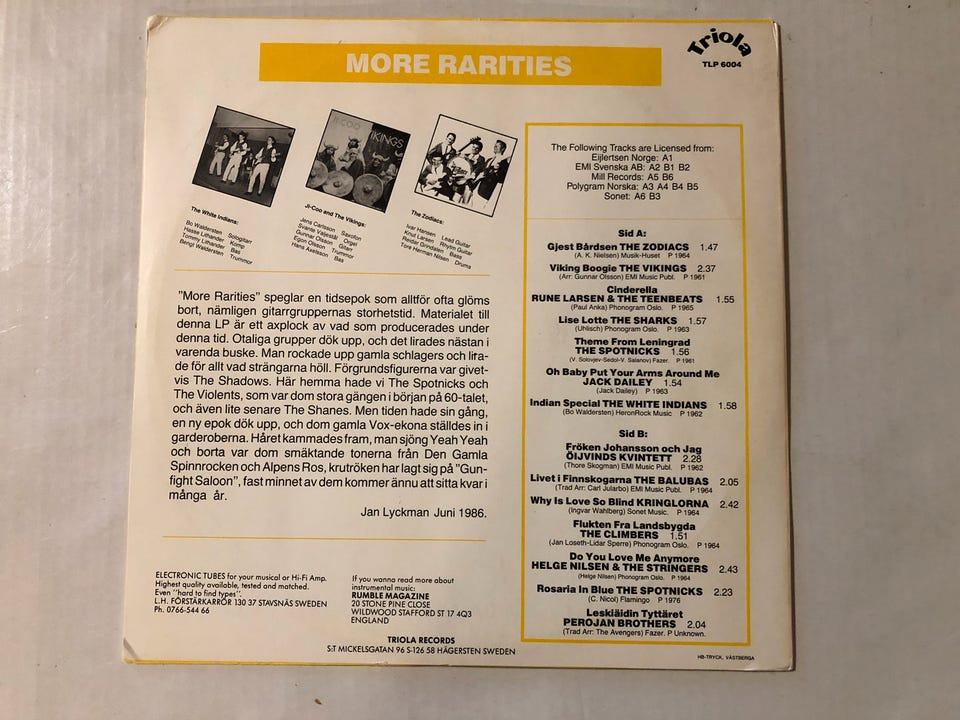 Triola
TLP 6004
MORE RARITIES
JI-COO
VIKINGS
The White Indians:
Bo Waldersten Sologitarr
Hasse Lithander Komp
Tommy Lithander Bas
Bengt Waldersten Trummor
Ji-Coo and The Vikings:
Jens Carlsson Saxofon
Svante Valjestål Orgel
Gunnar Olsson Gitarr
Egon Olsson Trummor
Hans Axelsson Bas
The Zodiacs:
Ivar Hansen Lead Guitar
Knut Larsen Rhytm Guitar
Reidar Grindalen Bass
Tore Herman Nilsen Drums
"More Rarities" speglar en tidsepok som alltför ofta glöms
bort, nämligen gitarrgruppernas storhetstid. Materialet till
denna LP är ett axplock av vad som producerades under
denna tid. Otaliga grupper dök upp, och det lirades nästan i
varenda buske. Man rockade upp gamla schlagers och lira-
de för allt vad strängarna höll. Förgrundsfigurerna var givet-
vis The Shadows. Här hemma hade vi The Spotnicks och
The Violents, som var dom stora gängen i början på 60-talet,
och även lite senare The Shanes. Men tiden hade sin gång,
en ny epok dök upp, och dom gamla Vox-ekona ställdes in i
garderoberna. Håret kammades fram, man sjöng Yeah Yeah
och borta var dom smäktande tonerna från Den Gamla
Spinnrocken och Alpens Ros, krutröken har lagt sig på "Gun-
fight Saloon", fast minnet av dem kommer ännu att sitta kvar i
många år.
Jan Lyckman Juni 1986.
ELECTRONIC TUBES for your musical or Hi-Fi Amp.
Highest quality available, tested and matched.
Even "hard to find types".
L.H. FÖRSTÄRKARRÖR 130 37 STAVSNÄS SWEDEN
Ph. 0766-544 66
If you wanna read more about
instrumental music:
RUMBLE MAGAZINE
20 STONE PINE CLOSE
WILDWOOD STAFFORD ST 17 4Q3
ENGLAND
TRIOLA RECORDS
S:T MICKELSGATAN 96 S-126 58 HÄGERSTEN SWEDEN
The Following Tracks are Licensed from:
Eijlertsen Norge: A1
EMI Svenska AB: A2 B1 B2
Mill Records: A5 B6
Polygram Norska: A3 A4 B4 B5
Sonet: A6 B3
Sid A:
Gjest Bårdsen THE ZODIACS 1.47
(A. K. Nielsen) Musik-Huset P 1964
Viking Boogie THE VIKINGS 2.37
(Arr: Gunnar Olsson) EMI Music Publ. P 1961
Cinderella
RUNE LARSEN & THE TEENBEATS 1.55
(Paul Anka) Phonogram Oslo. P 1965
Lise Lotte THE SHARKS 1.57
(Uhlisch) Phonogram Oslo. P 1963
Theme From Leningrad
THE SPOTNICKS 1.56
(V. Solovjev-Sedol-V. Salanov) Fazer. P 1961
Oh Baby Put Your Arms Around Me
JACK DAILEY 1.54
(Jack Dailey) P 1963
Indian Special THE WHITE INDIANS 1.58
(Bo Waldersten) HeronRock Music P 1962
Sid B:
Fröken Johansson och Jag
ÖIJVINDS KVINTETT 2.28
(Thore Skogman) EMI Music Publ. P 1962
Livet i Finnskogarna THE BALUBAS 2.05
(Trad Arr: Carl Jularbo) EMI Music Publ. P 1964
Why Is Love So Blind KRINGLORNA 2.42
(Ingvar Wahlberg) Sonet Music. P 1964
Flukten Fra Landsbygda
THE CLIMBERS 1.51
(Jan Loseth-Lidar Sperre) Phonogram Oslo. P 1964
Do You Love Me Anymore
HELGE NILSEN & THE STRINGERS 2.43
(Helge Nilsen) Phonogram Oslo. P 1964
Rosaria In Blue THE SPOTNICKS 2.23
(C. Nicol) Flamingo P 1976
Leskiäidin Tyttäret
PEROJAN BROTHERS 2.04
(Trad Arr: The Avengers) Fazer. P Unknown.
HB-TRYCK, VÄSTBERGA